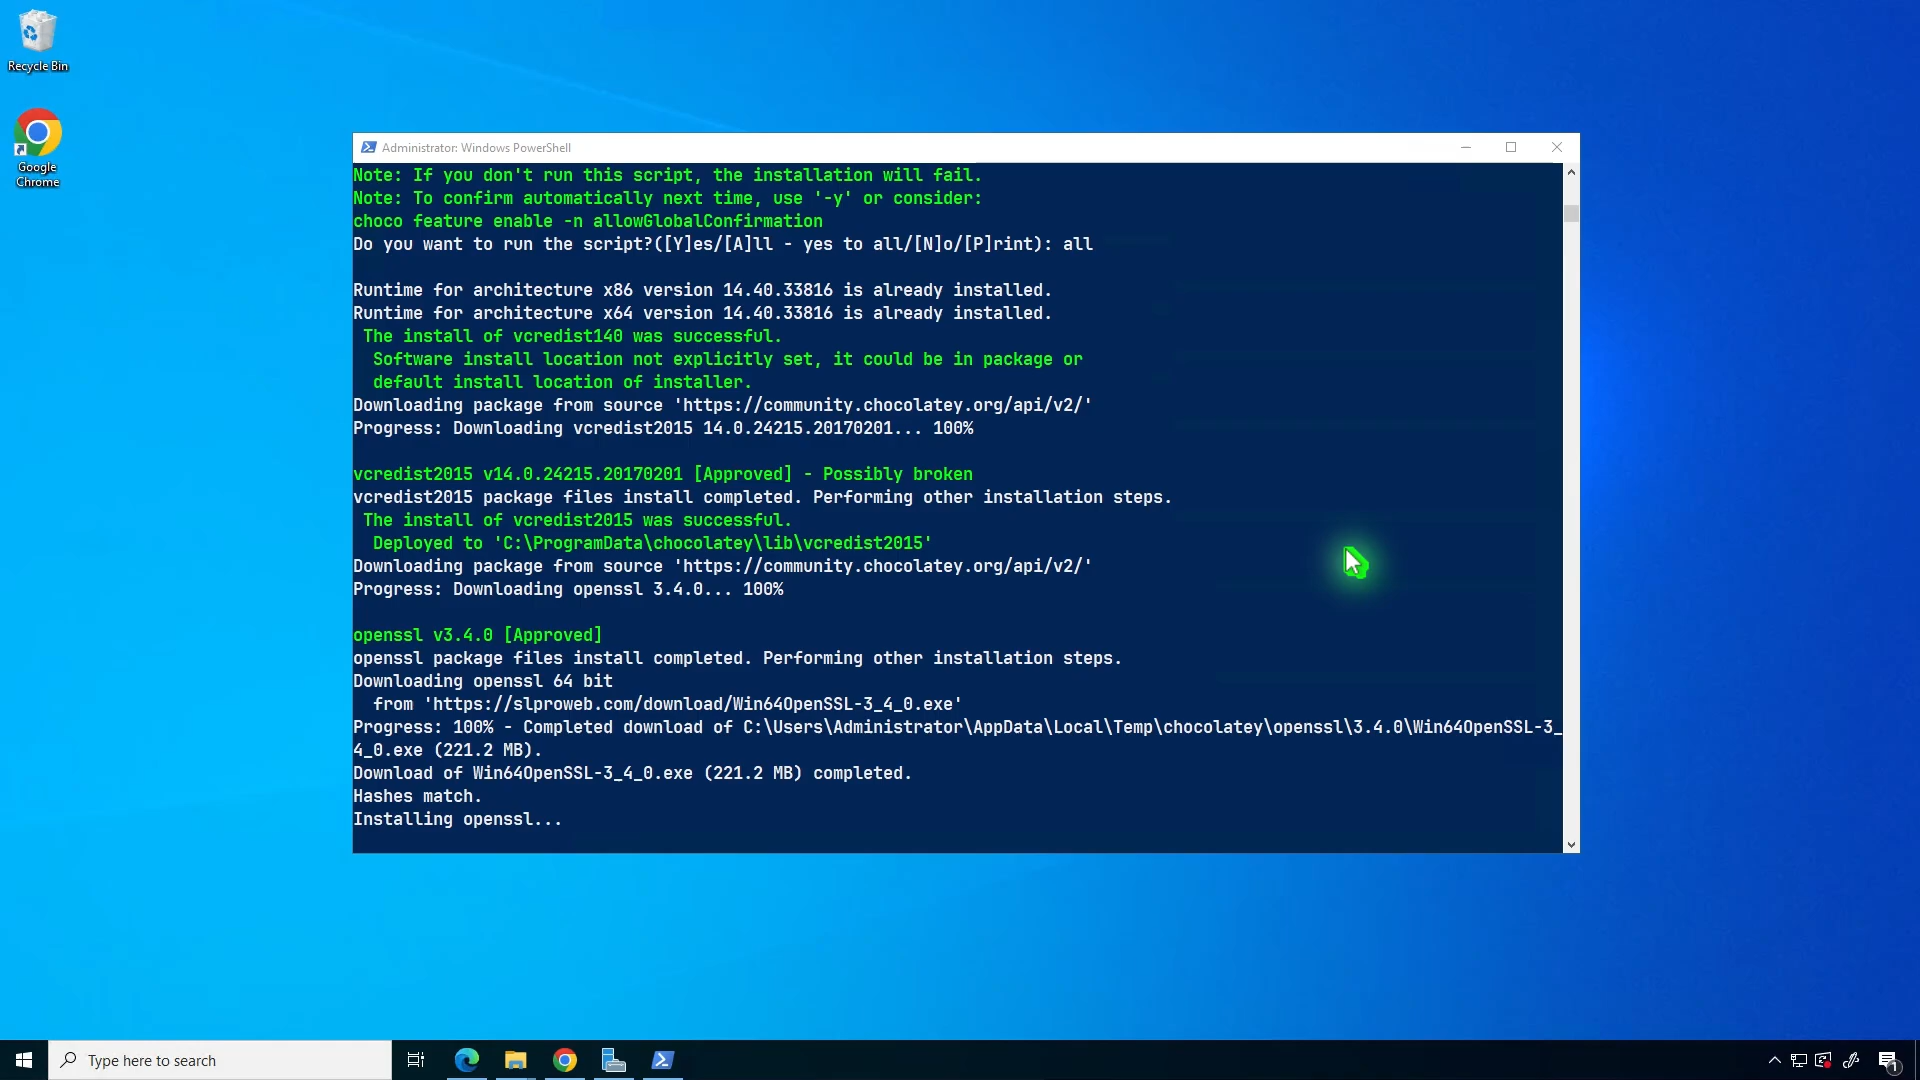 Recycle Bin
Google
Chrome
Administrator: Windows PowerShell
Note: If you don't run this script, the installation will fail.
Note: To confirm automatically next time, use '-y' or consider:
choco feature enable -n allowGlobalConfirmation
Do you want to run the script?([Y]es/[A]ll - yes to all/[N]o/[P]rint): all
Runtime for architecture x86 version 14.40.33816 is already installed.
Runtime for architecture x64 version 14.40.33816 is already installed.
The install of vcredist140 was successful.
Software install location not explicitly set, it could be in package or
default install location of installer.
Downloading package from source 'https://community.chocolatey.org/api/v2/'
Progress: Downloading vcredist2015 14.0.24215.20170201... 100%
vcredist2015 v14.0.24215.20170201 [Approved] - Possibly broken
vcredist2015 package files install completed. Performing other installation steps.
The install of vcredist2015 was successful.
Deployed to 'C:\ProgramData\chocolatey\lib\vcredist2015'
Downloading package from source 'https://community.chocolatey.org/api/v2/'
Progress: Downloading openssl 3.4.0... 100%
openssl v3.4.0 [Approved]
openssl package files install completed. Performing other installation steps.
Downloading openssl 64 bit
from 'https://slproweb.com/download/Win64OpenSSL-3_4_0.exe'
Progress: 100% - Completed download of C:\Users\Administrator\AppData\Local\Temp\chocolatey\openssl\3.4.0\Win64OpenSSL-3_
4_0.exe (221.2 MB).
Download of Win64OpenSSL-3_4_0.exe (221.2 MB) completed.
Hashes match.
Installing openssl...
Type here to search
1